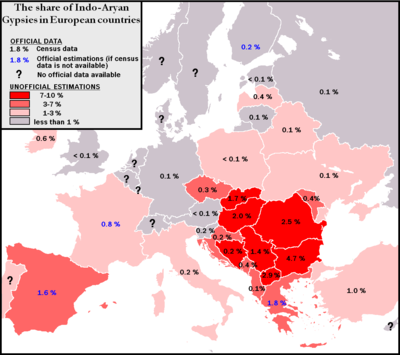 The share of Indo-Aryan
Gypsies in European countries
OFFICIAL DATA
1.8 % Census data
1.8 % Official estimations (if census
data is not available)
? No official data available
UNOFFICIAL ESTIMATIONS
7-10 %
3-7 %
1-3 %
less than 1 %
0.2 %
?
?
< 0.1 %
0.1 %
0.4 %
0.1 %
?
0.1 %
0.6 %
< 0.1 %
?
?
?
0.1 %
< 0.1 %
0.1 %
0.3 %
1.7 %
0.4%
< 0.1 %
2.0 %
2.5 %
0.8 %
?
0.2 %
0.2 %
0.2 %
1.4 %
4.7 %
0.2 %
0.4 %
0.1%
1.8 %
1.0 %
?
1.6 %
?